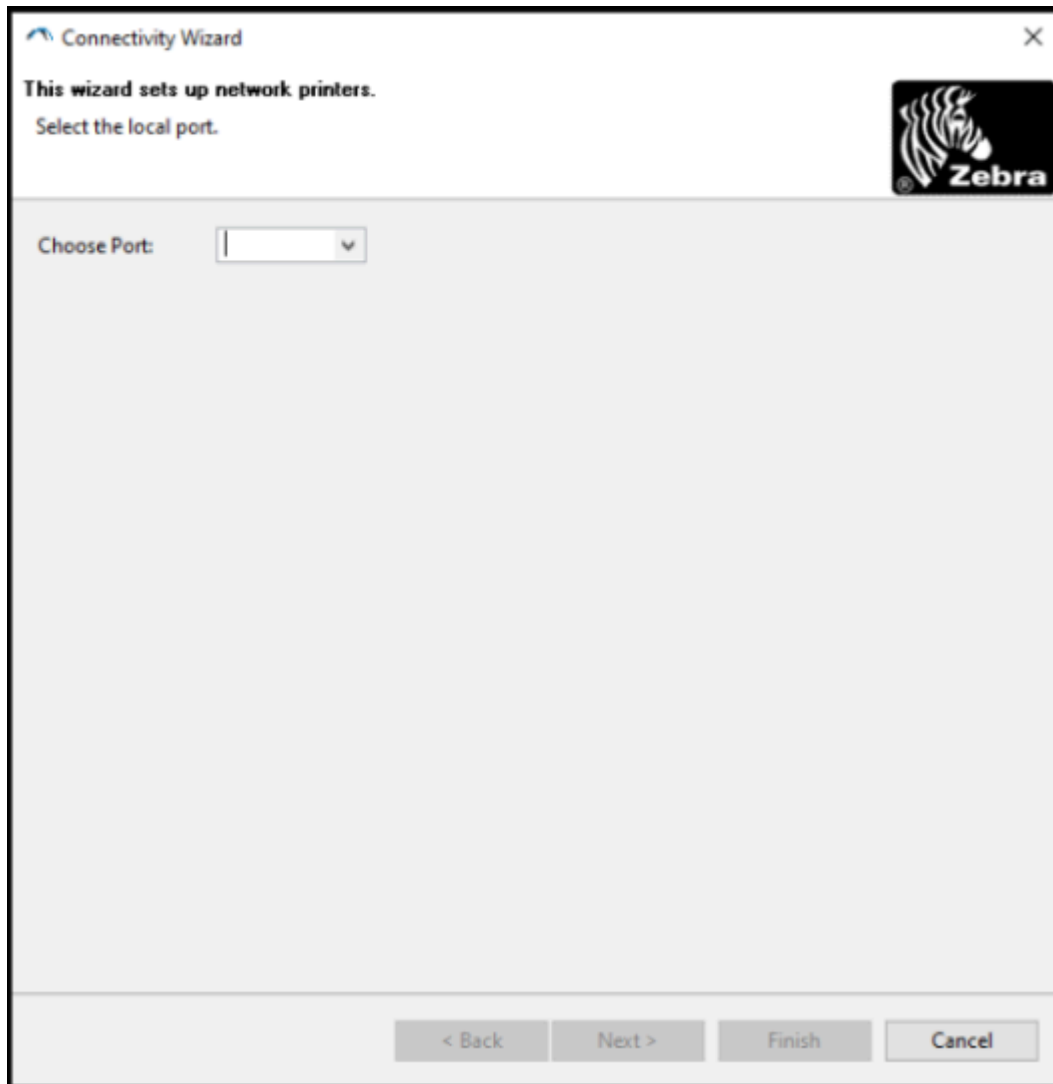 Connectivity Wizard
This wizard sets up network printers.
Select the local port.
® Zebra
Choose Port:
< Back Next > Finish Cancel